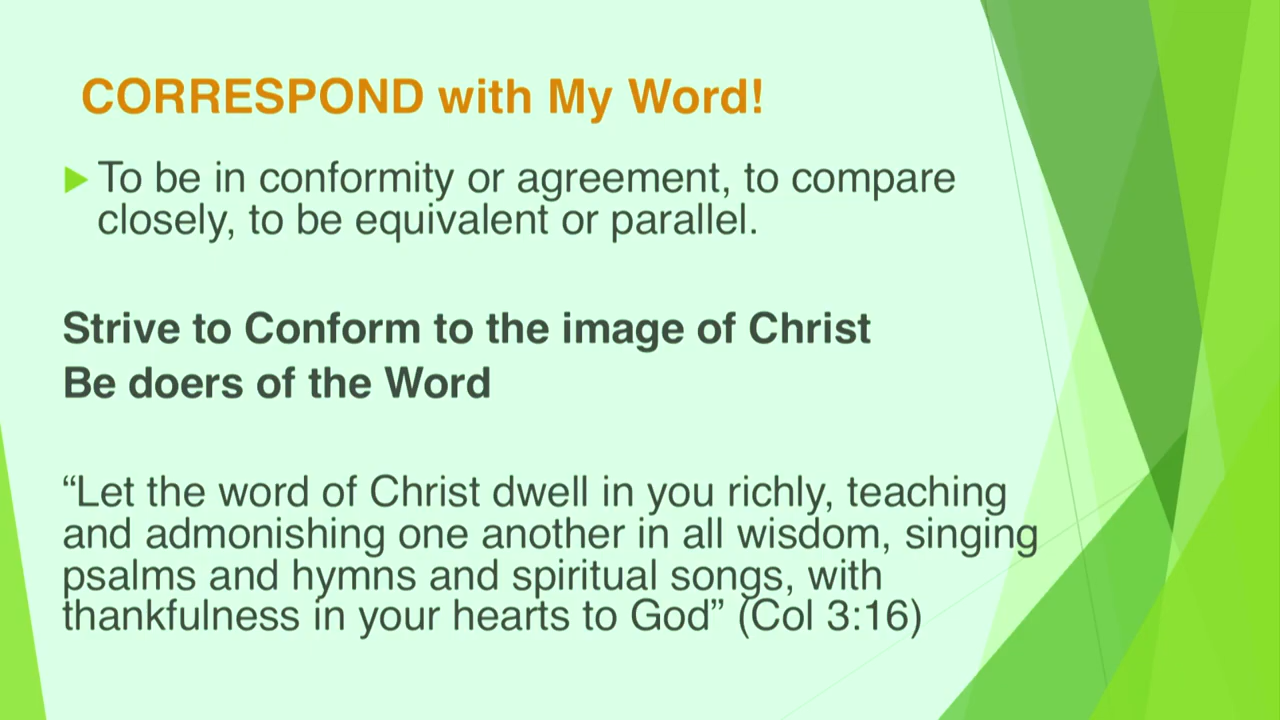 CORRESPOND with My Word!
To be in conformity or agreement, to compare
closely, to be equivalent or parallel.
Strive to Conform to the image of Christ
Be doers of the Word
“Let the word of Christ dwell in you richly, teaching
and admonishing one another in all wisdom, singing
psalms and hymns and spiritual songs, with
thankfulness in your hearts to God” (Col 3:16)